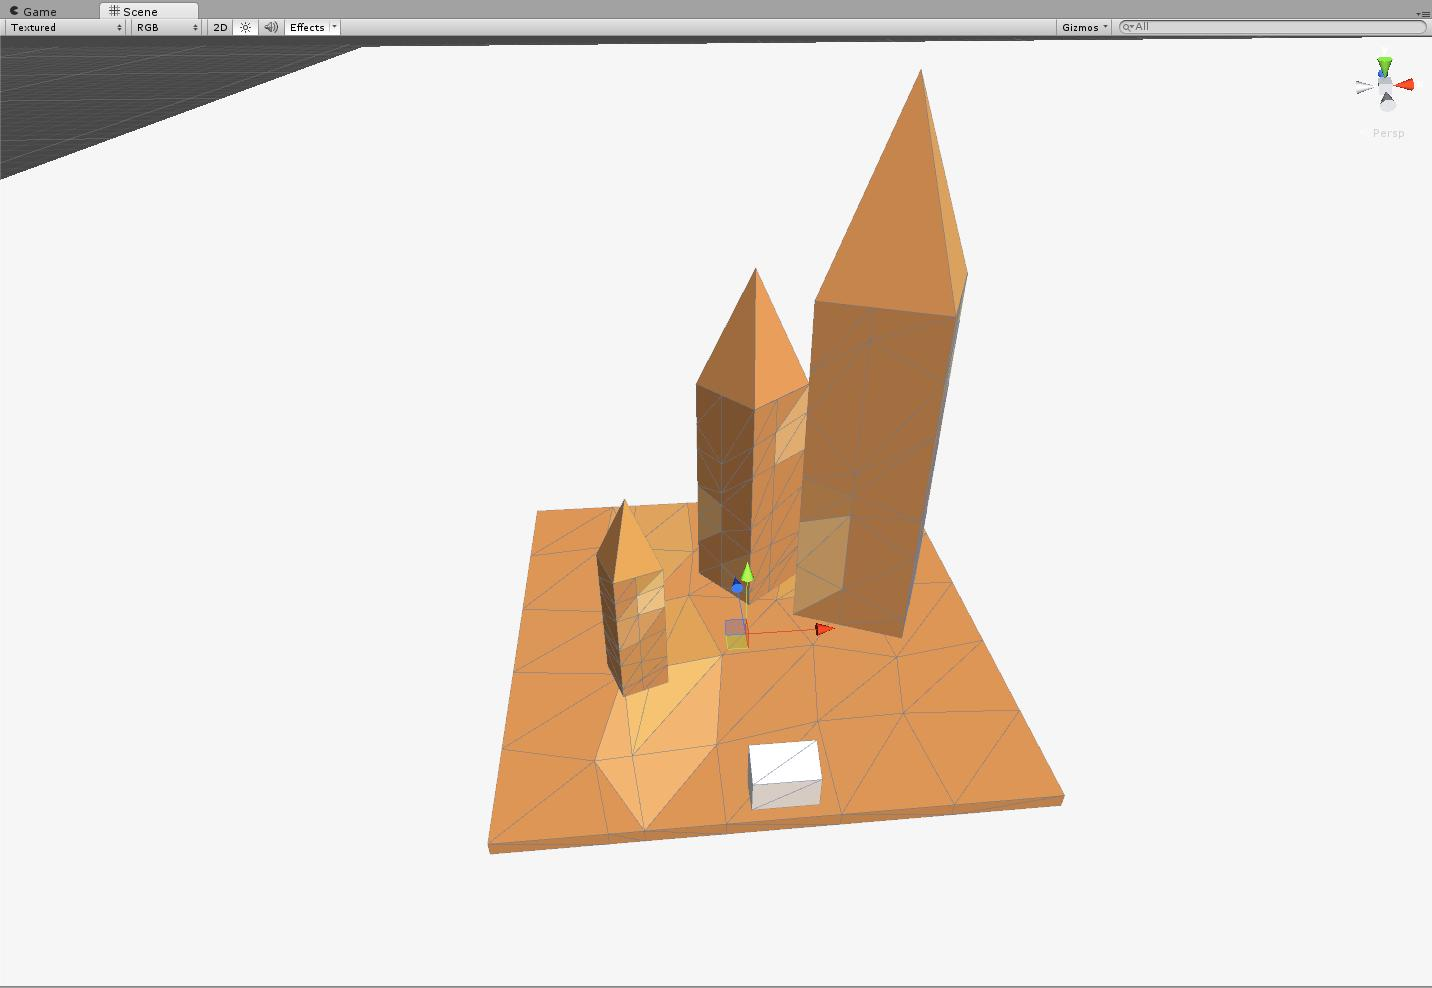 Game
Scene
Textured
RGB
2D
Effects
Gizmos
All
Persp